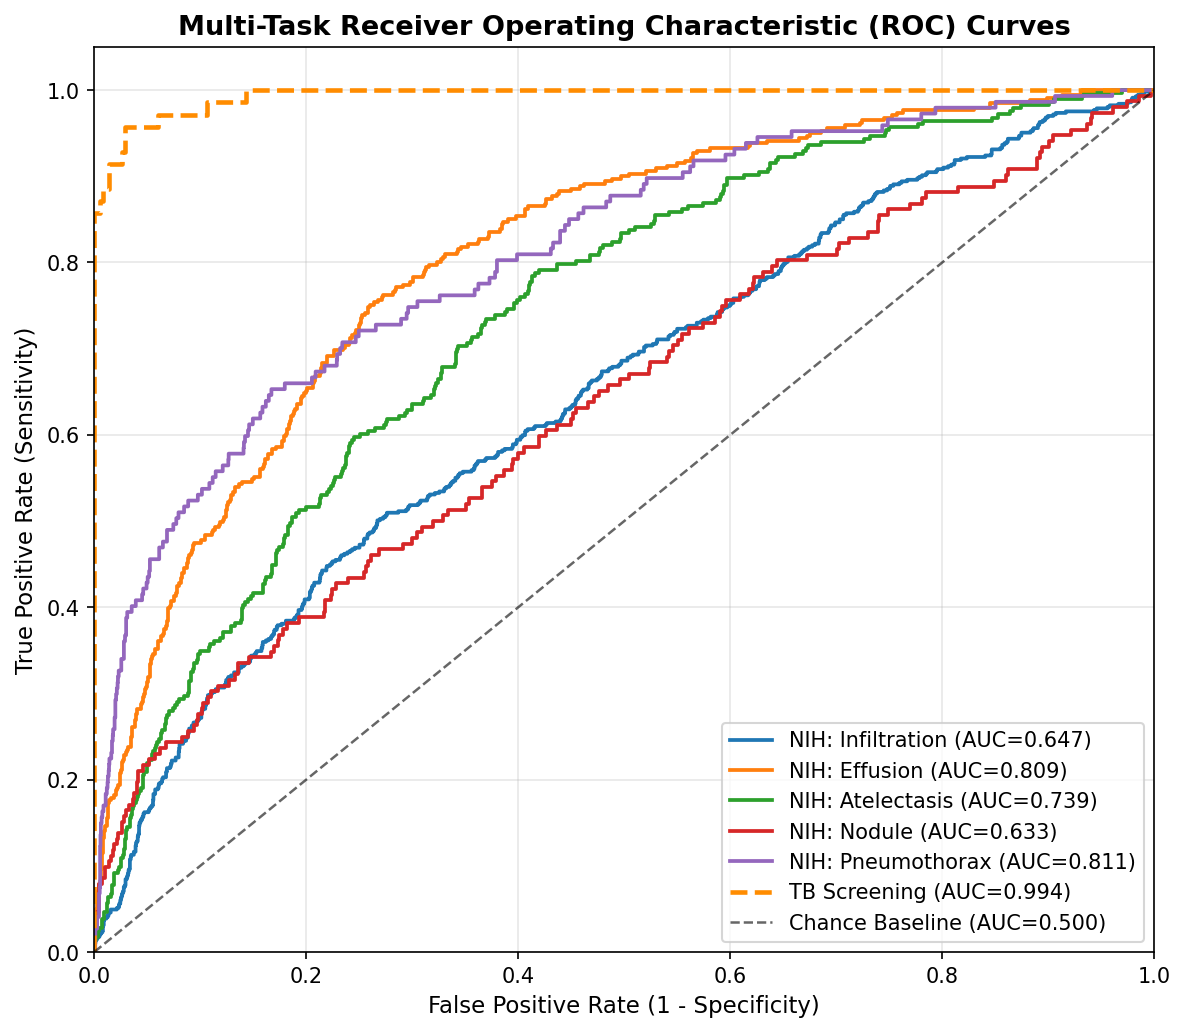 Multi-Task Receiver Operating Characteristic (ROC) Curves
True Positive Rate (Sensitivity)
1.0
0.8
0.6
0.4
0.2
0.0
NIH: Infiltration (AUC=0.647)
NIH: Effusion (AUC=0.809)
NIH: Atelectasis (AUC=0.739)
NIH: Nodule (AUC=0.633)
NIH: Pneumothorax (AUC=0.811)
TB Screening (AUC=0.994)
Chance Baseline (AUC=0.500)
0.0 0.2 0.4 0.6 0.8 1.0
False Positive Rate (1 - Specificity)